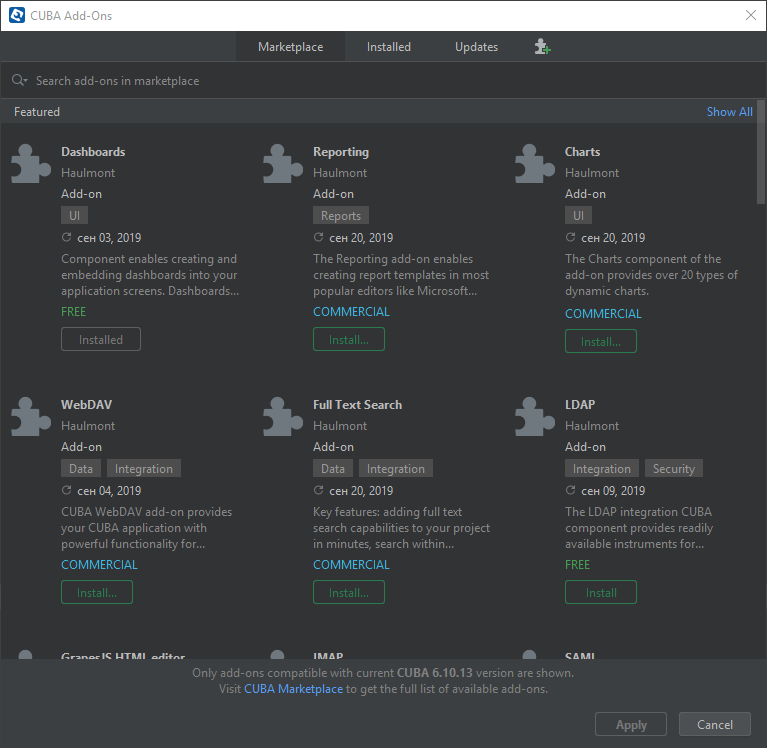 CUBA Add-Ons
Marketplace
Installed
Updates
Search add-ons in marketplace
Featured
Show All
Dashboards
Haulmont
Add-on
UI
сен 03, 2019
Component enables creating and
embedding dashboards into your
application screens. Dashboards...
FREE
Installed
Reporting
Haulmont
Add-on
Reports
сен 20, 2019
The Reporting add-on enables
creating report templates in most
popular editors like Microsoft...
COMMERCIAL
Install...
Charts
Haulmont
Add-on
UI
сен 20, 2019
The Charts component of the
add-on provides over 20 types of
dynamic charts.
COMMERCIAL
Install...
WebDAV
Haulmont
Add-on
Data Integration
сен 04, 2019
CUBA WebDAV add-on provides
your CUBA application with
powerful functionality for...
COMMERCIAL
Install...
Full Text Search
Haulmont
Add-on
Data Integration
сен 20, 2019
Key features: adding full text
search capabilities to your project
in minutes, search within...
COMMERCIAL
Install...
LDAP
Haulmont
Add-on
Integration Security
сен 09, 2019
The LDAP integration CUBA
component provides readily
available instruments for...
FREE
Install
GrapesJS HTML editor
IMAP
SAML
Only add-ons compatible with current CUBA 6.10.13 version are shown.
Visit CUBA Marketplace to get the full list of available add-ons.
Apply
Cancel